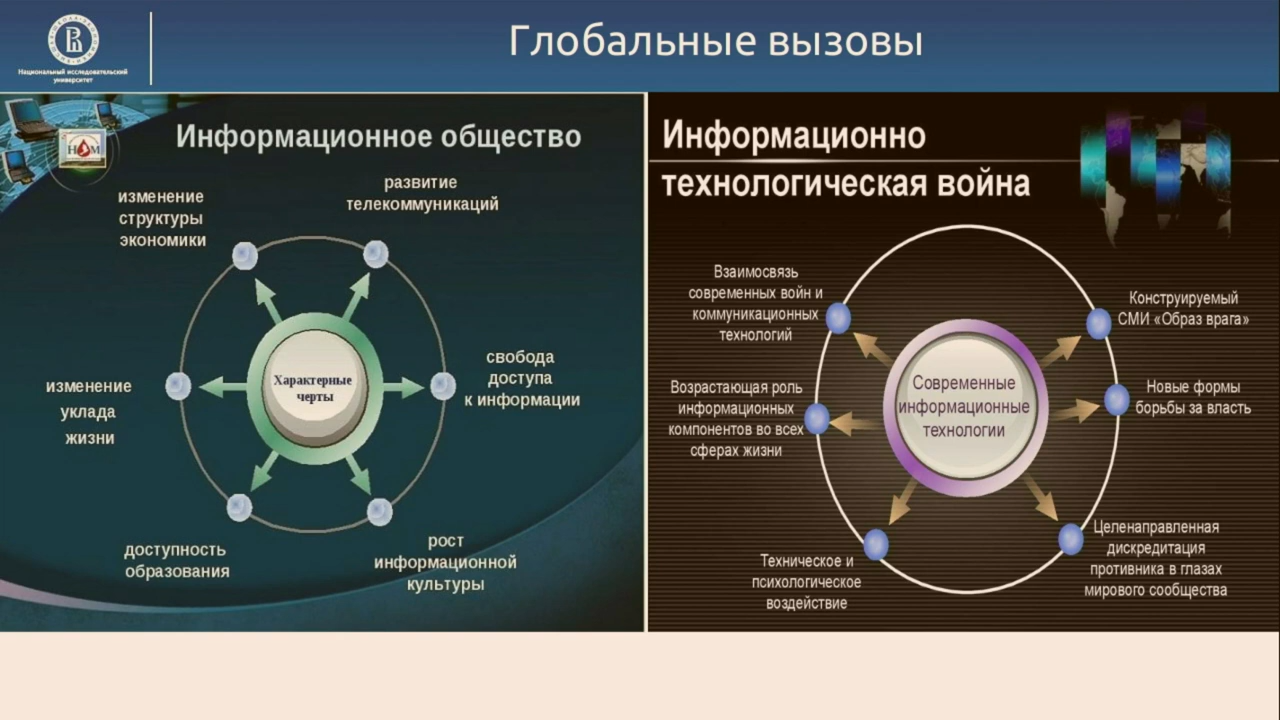 Глобальные вызовы
Национальный исследовательский
университет
Информационное общество
изменение
структуры
экономики
развитие
телекоммуникаций
изменение
уклада
жизни
Характерные
черты
свобода
доступа
к информации
доступность
образования
рост
информационной
культуры
Информационно
технологическая война
Взаимосвязь
современных войн и
коммуникационных
технологий
Конструируемый
СМИ «Образ врага»
Возрастающая роль
информационных
компонентов во всех
сферах жизни
Современные
информационные
технологии
Новые формы
борьбы за власть
Техническое и
психологическое
воздействие
Целенаправленная
дискредитация
противника в глазах
мирового сообщества